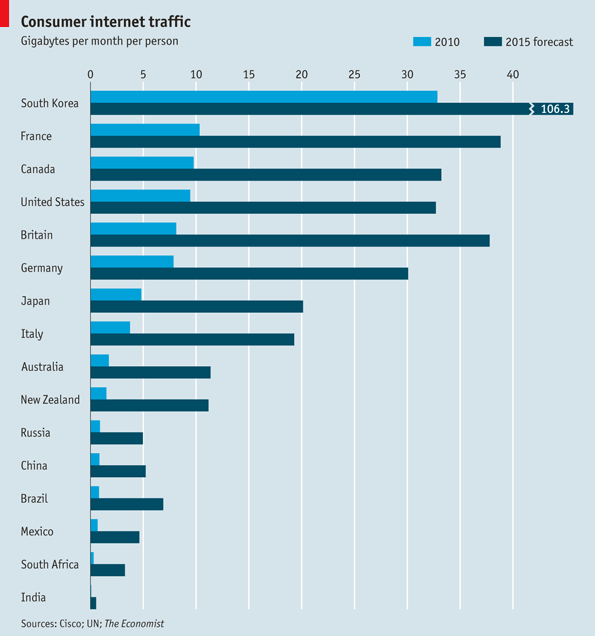 Consumer internet traffic
Gigabytes per month per person
2010 2015 forecast
0 5 10 15 20 25 30 35 40
South Korea 106.3
France
Canada
United States
Britain
Germany
Japan
Italy
Australia
New Zealand
Russia
China
Brazil
Mexico
South Africa
India
Sources: Cisco; UN; The Economist